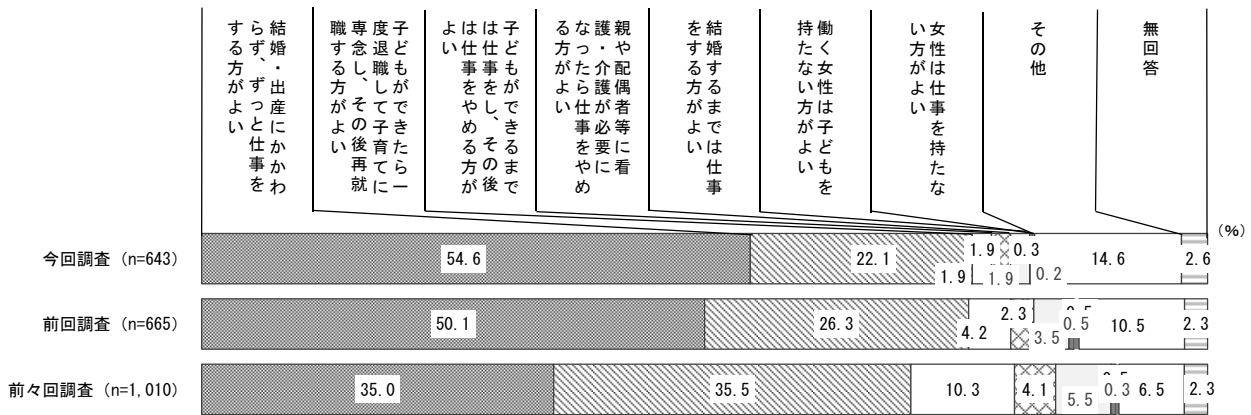 結婚・出産にかかわ
らず、ずっと仕事を
する方がよい
子どもができたら一
度退職して子育てに
専念し、その後再就
職する方がよい
子どもができるまで
は仕事をし、その後
は仕事をやめる方が
よい
親や配偶者等に看
護・介護が必要に
なったら仕事をやめ
る方がよい
結婚するまでは仕事
をする方がよい
働く女性は子どもを
持たない方がよい
女性は仕事を持たな
い方がよい
その他
無回答
(%)
今回調査 (n=643)
54.6
22.1
1.9
1.9
1.9
0.3
0.2
14.6
2.6
前回調査 (n=665)
50.1
26.3
4.2
2.3
3.5
0.5
10.5
2.3
前々回調査 (n=1,010)
35.0
35.5
10.3
4.1
5.5
0.3
6.5
2.3